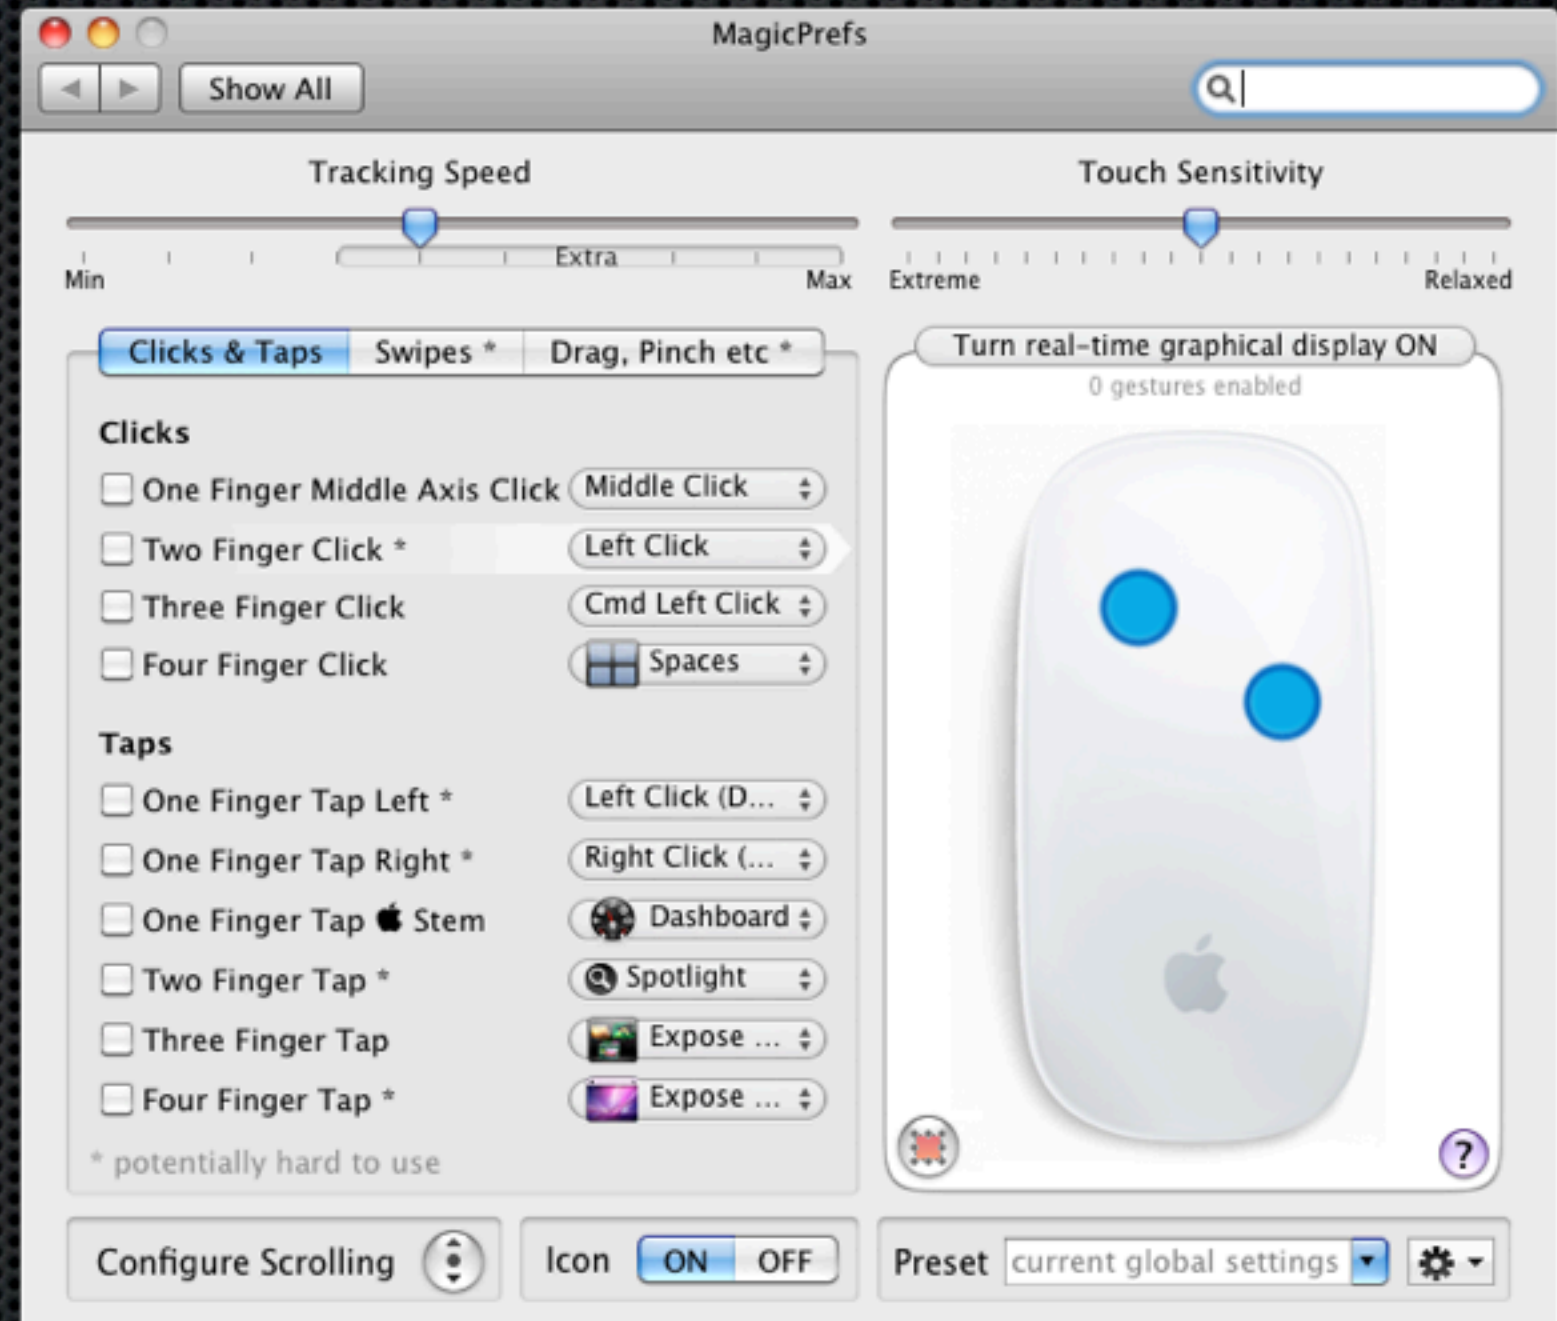 MagicPrefs
Show All
Tracking Speed
Extra
Min Max
Touch Sensitivity
Extreme Relaxed
Clicks & Taps Swipes * Drag, Pinch etc *
Clicks
One Finger Middle Axis Click Middle Click
Two Finger Click * Left Click
Three Finger Click Cmd Left Click
Four Finger Click Spaces
Taps
One Finger Tap Left * Left Click (D...
One Finger Tap Right * Right Click (...
One Finger Tap  Stem Dashboard
Two Finger Tap * Spotlight
Three Finger Tap Expose ...
Four Finger Tap * Expose ...
* potentially hard to use
Turn real-time graphical display ON
0 gestures enabled
?
Configure Scrolling
Icon ON OFF
Preset current global settings